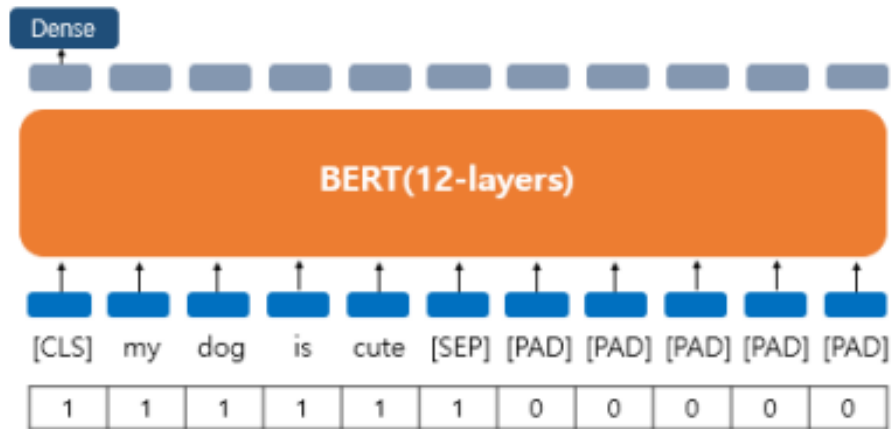 Dense
BERT(12-layers)
[CLS] my dog is cute [SEP] [PAD] [PAD] [PAD] [PAD] [PAD]
1 1 1 1 1 1 0 0 0 0 0